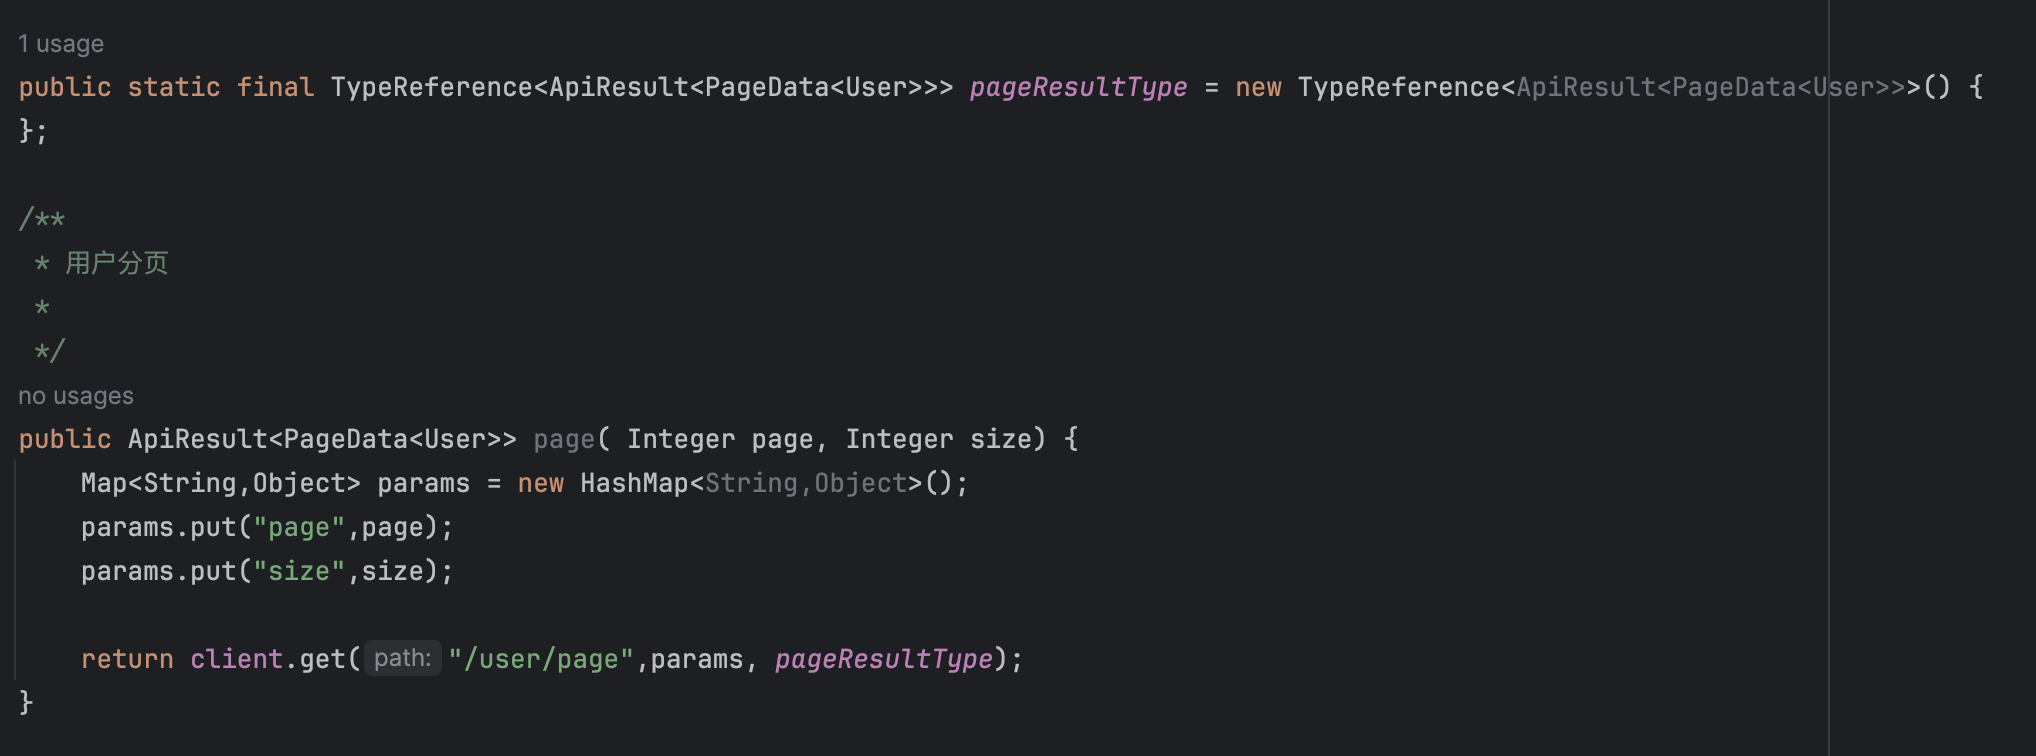 1 usage
public static final TypeReference<ApiResult<PageData<User>>> pageResultType = new TypeReference<ApiResult<PageData<User>>>() {
};
/**
 * 用户分页
 *
 */
no usages
public ApiResult<PageData<User>> page( Integer page, Integer size) {
    Map<String,Object> params = new HashMap<String,Object>();
    params.put("page",page);
    params.put("size",size);
    return client.get( path: "/user/page",params, pageResultType);
}